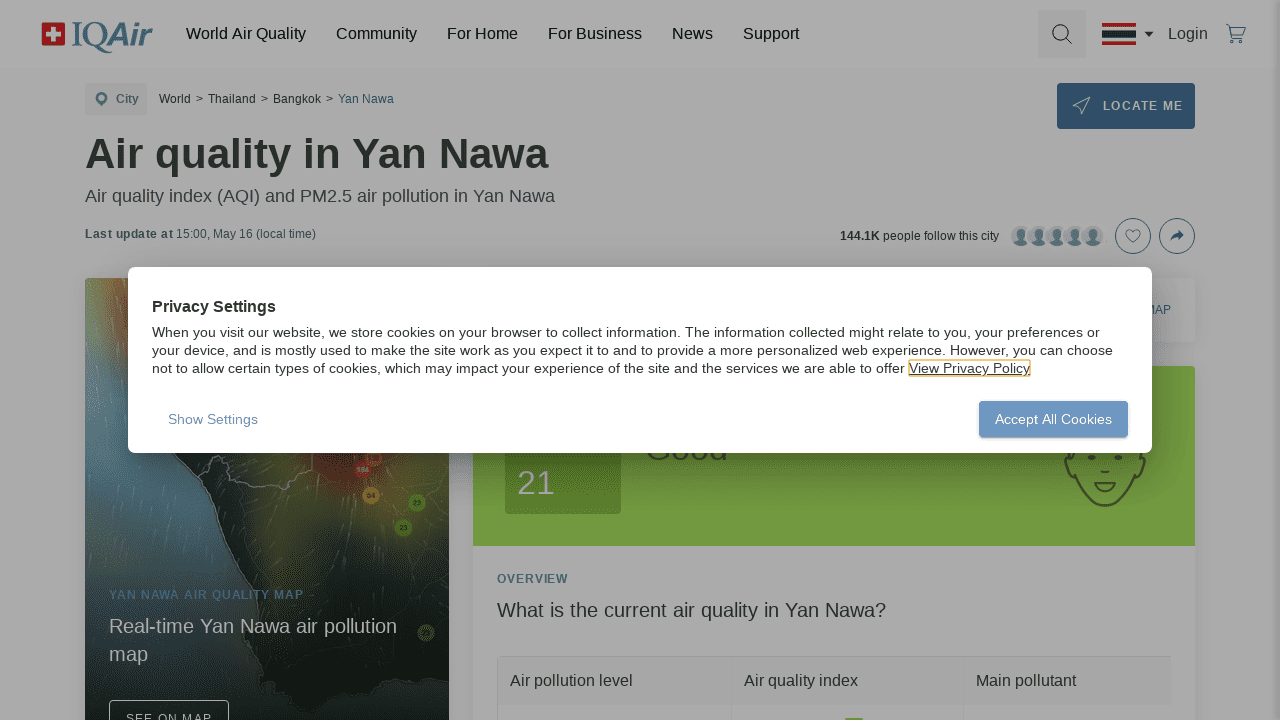 IQAir
World Air Quality
Community
For Home
For Business
News
Support
Login
City
World > Thailand > Bangkok > Yan Nawa
LOCATE ME
Air quality in Yan Nawa
Air quality index (AQI) and PM2.5 air pollution in Yan Nawa
Last update at 15:00, May 16 (local time)
144.1K people follow this city
MAP
Privacy Settings
When you visit our website, we store cookies on your browser to collect information. The information collected might relate to you, your preferences or
your device, and is mostly used to make the site work as you expect it to and to provide a more personalized web experience. However, you can choose
not to allow certain types of cookies, which may impact your experience of the site and the services we are able to offer View Privacy Policy
Show Settings
Accept All Cookies
Good
21
YAN NAWA AIR QUALITY MAP
Real-time Yan Nawa air pollution
map
SEE ON MAP
OVERVIEW
What is the current air quality in Yan Nawa?
Air pollution level
Air quality index
Main pollutant